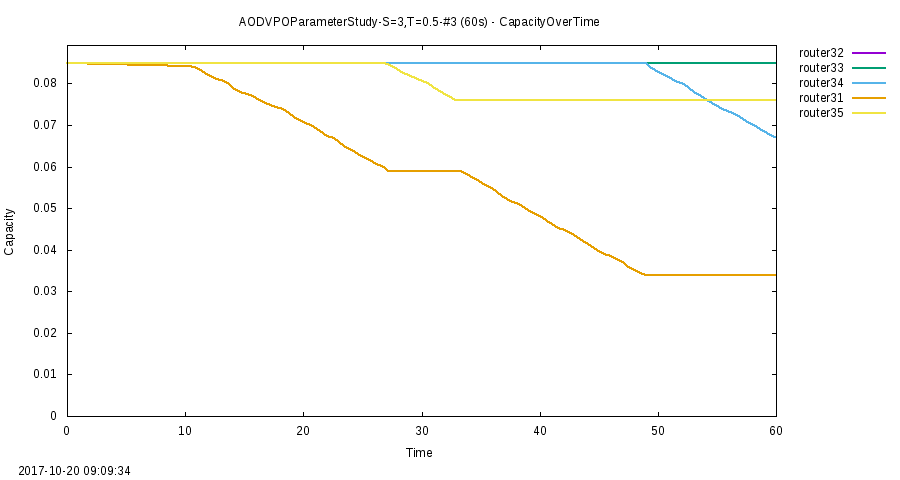 AODVPOParameterStudy-S=3,T=0.5-#3 (60s) - CapacityOverTime
router32
router33
router34
router31
router35
0.08
0.07
0.06
0.05
0.04
0.03
0.02
0.01
0
Capacity
0 10 20 30 40 50 60
Time
2017-10-20 09:09:34